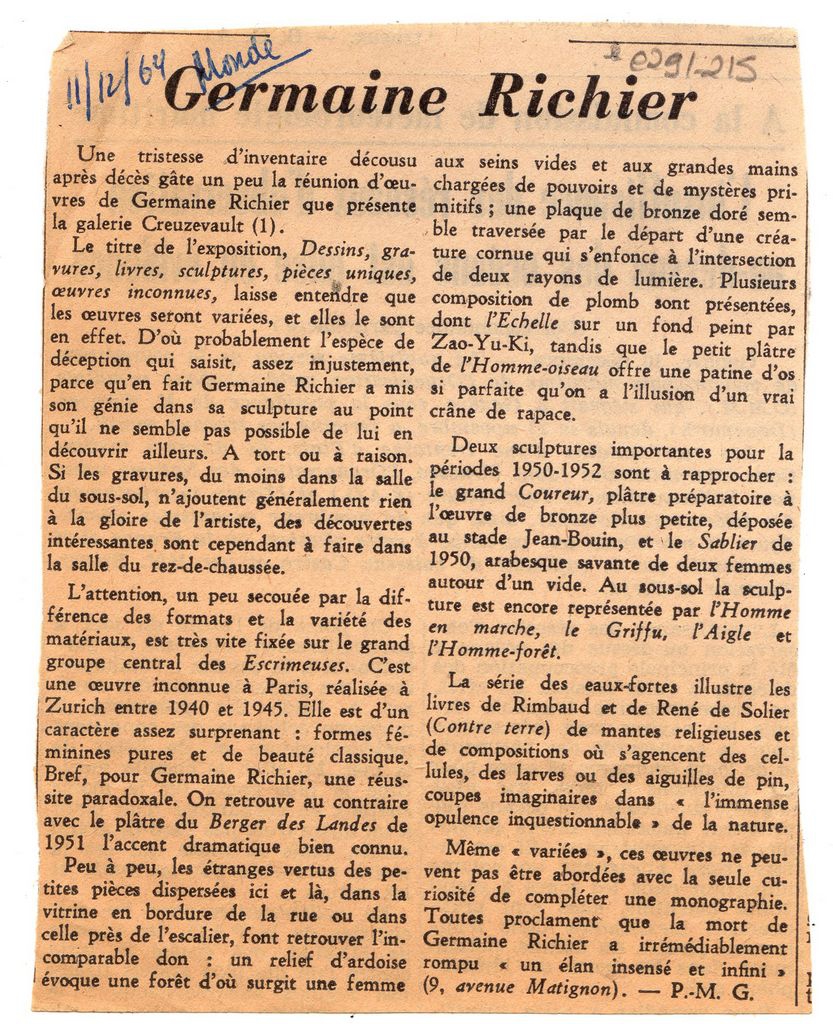 11/12/64 Monde
e291-215
Germaine Richier
Une tristesse d'inventaire décousu
après décès gâte un peu la réunion d'œu-
vres de Germaine Richier que présente
la galerie Creuzevault (1).
Le titre de l'exposition, Dessins, gra-
vures, livres, sculptures, pièces uniques,
œuvres inconnues, laisse entendre que
les œuvres seront variées, et elles le sont
en effet. D'où probablement l'espèce de
déception qui saisit, assez injustement,
parce qu'en fait Germaine Richier a mis
son génie dans sa sculpture au point
qu'il ne semble pas possible de lui en
découvrir ailleurs. A tort ou à raison.
Si les gravures, du moins dans la salle
du sous-sol, n'ajoutent généralement rien
à la gloire de l'artiste, des découvertes
intéressantes sont cependant à faire dans
la salle du rez-de-chaussée.
L'attention, un peu secouée par la dif-
férence des formats et la variété des
matériaux, est très vite fixée sur le grand
groupe central des Escrimeuses. C'est
une œuvre inconnue à Paris, réalisée à
Zurich entre 1940 et 1945. Elle est d'un
caractère assez surprenant : formes fé-
minines pures et de beauté classique.
Bref, pour Germaine Richier, une réus-
site paradoxale. On retrouve au contraire
avec le plâtre du Berger des Landes de
1951 l'accent dramatique bien connu.
Peu à peu, les étranges vertus des pe-
tites pièces dispersées ici et là, dans la
vitrine en bordure de la rue ou dans
celle près de l'escalier, font retrouver l'in-
comparable don : un relief d'ardoise
évoque une forêt d'où surgit une femme
aux seins vides et aux grandes mains
chargées de pouvoirs et de mystères pri-
mitifs ; une plaque de bronze doré sem-
ble traversée par le départ d'une créa-
ture cornue qui s'enfonce à l'intersection
de deux rayons de lumière. Plusieurs
composition de plomb sont présentées,
dont l'Echelle sur un fond peint par
Zao-Yu-Ki, tandis que le petit plâtre
de l'Homme-oiseau offre une patine d'os
si parfaite qu'on a l'illusion d'un vrai
crâne de rapace.
Deux sculptures importantes pour la
périodes 1950-1952 sont à rapprocher :
le grand Coureur, plâtre préparatoire à
l'œuvre de bronze plus petite, déposée
au stade Jean-Bouin, et le Sablier de
1950, arabesque savante de deux femmes
autour d'un vide. Au sous-sol la sculp-
ture est encore représentée par l'Homme
en marche, le Griffu, l'Aigle et
l'Homme-forêt.
La série des eaux-fortes illustre les
livres de Rimbaud et de René de Solier
(Contre terre) de mantes religieuses et
de compositions où s'agencent des cel-
lules, des larves ou des aiguilles de pin,
coupes imaginaires dans « l'immense
opulence inquestionnable » de la nature.
Même « variées », ces œuvres ne peu-
vent pas être abordées avec la seule cu-
riosité de compléter une monographie.
Toutes proclament que la mort de
Germaine Richier a irrémédiablement
rompu « un élan insensé et infini »
(9, avenue Matignon). — P.-M. G.